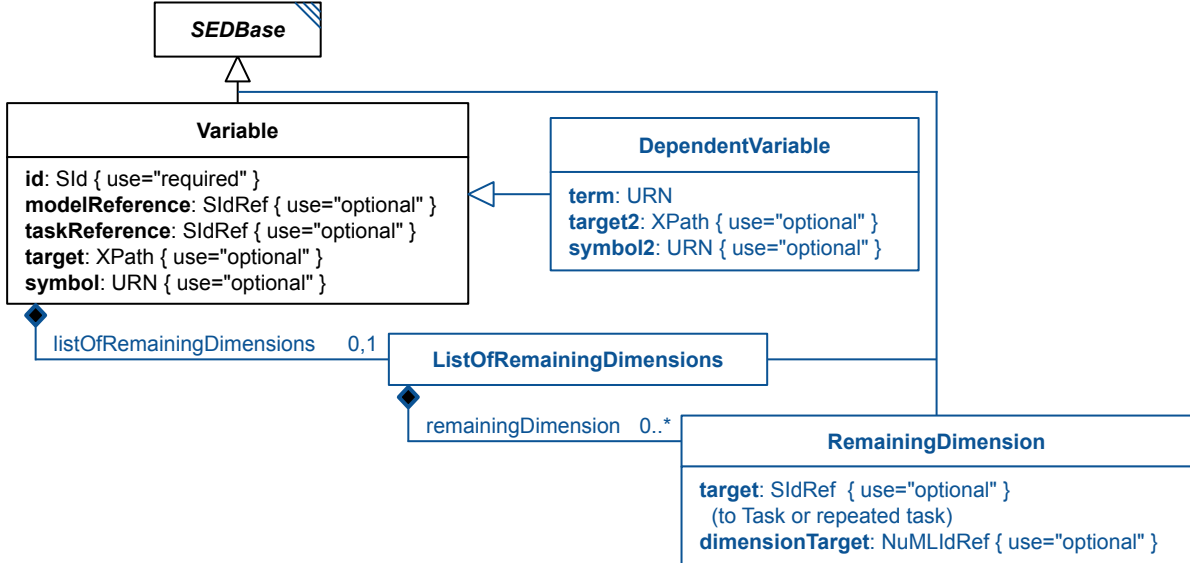 SEDBase
Variable
id: SId { use="required" }
modelReference: SIdRef { use="optional" }
taskReference: SIdRef { use="optional" }
target: XPath { use="optional" }
symbol: URN { use="optional" }
DependentVariable
term: URN
target2: XPath { use="optional" }
symbol2: URN { use="optional" }
listOfRemainingDimensions 0,1
ListOfRemainingDimensions
remainingDimension 0..*
RemainingDimension
target: SIdRef { use="optional" }
(to Task or repeated task)
dimensionTarget: NuMLIdRef { use="optional" }